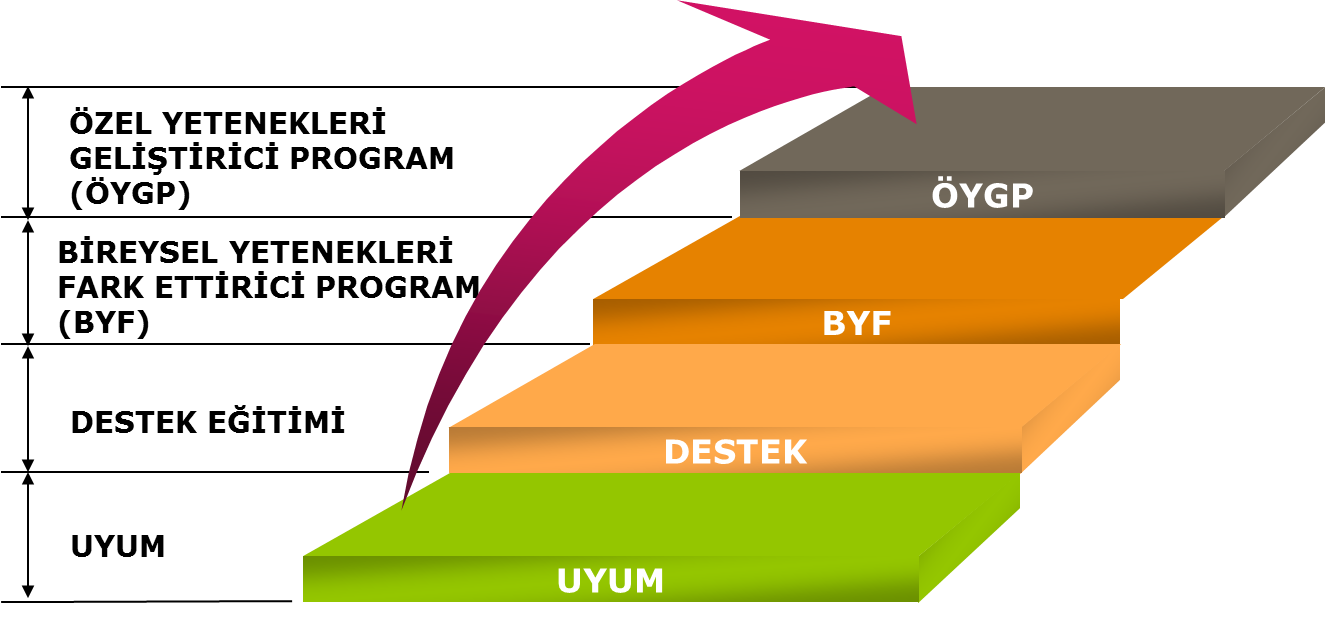 ÖZEL YETENEKLERİ
GELİŞTİRİCİ PROGRAM
(ÖYGP)
ÖYGP
BİREYSEL YETENEKLERİ
FARK ETTİRİCİ PROGRAM
(BYF)
BYF
DESTEK EĞİTİMİ
DESTEK
UYUM
UYUM